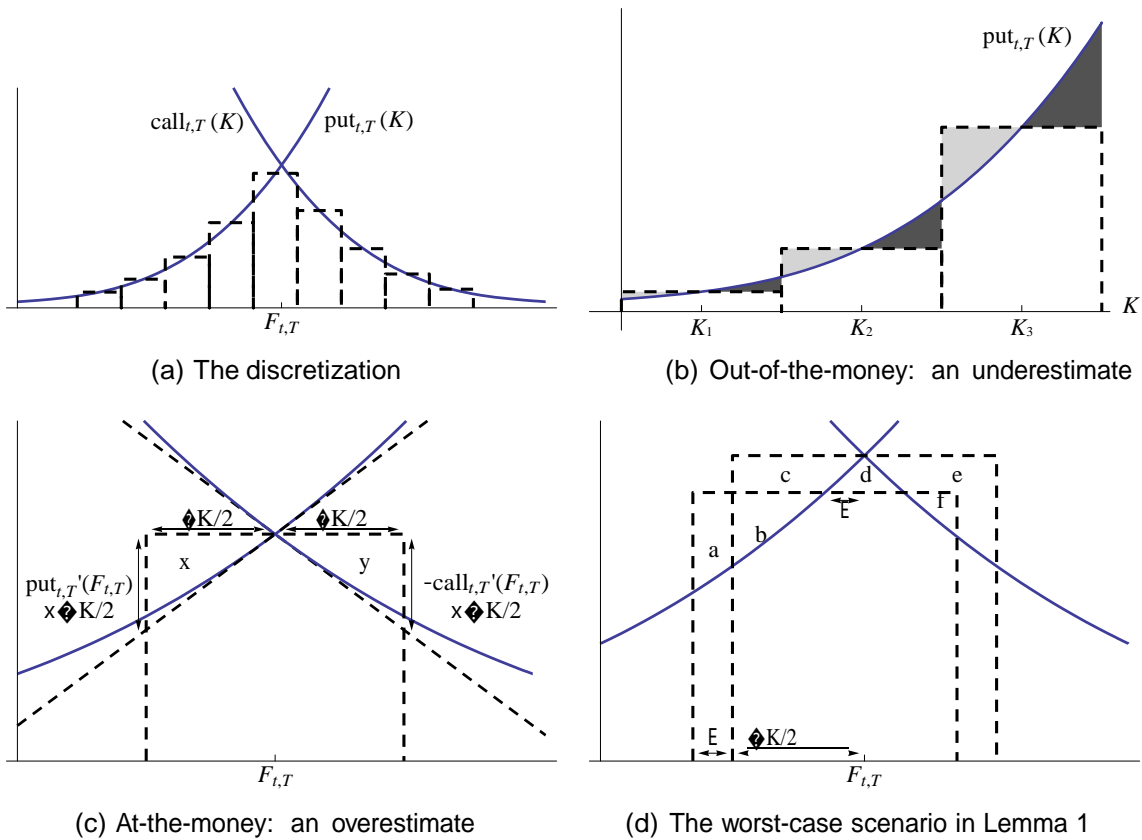 call_{t,T}(K)
put_{t,T}(K)
F_{t,T}
(a) The discretization
put_{t,T}(K)
K
K_1
K_2
K_3
(b) Out-of-the-money: an underestimate
�K/2
�K/2
x
y
put_{t,T}'(F_{t,T})
x�K/2
-call_{t,T}'(F_{t,T})
x�K/2
F_{t,T}
(c) At-the-money: an overestimate
c
d
e
E
f
a
b
E
�K/2
F_{t,T}
(d) The worst-case scenario in Lemma 1